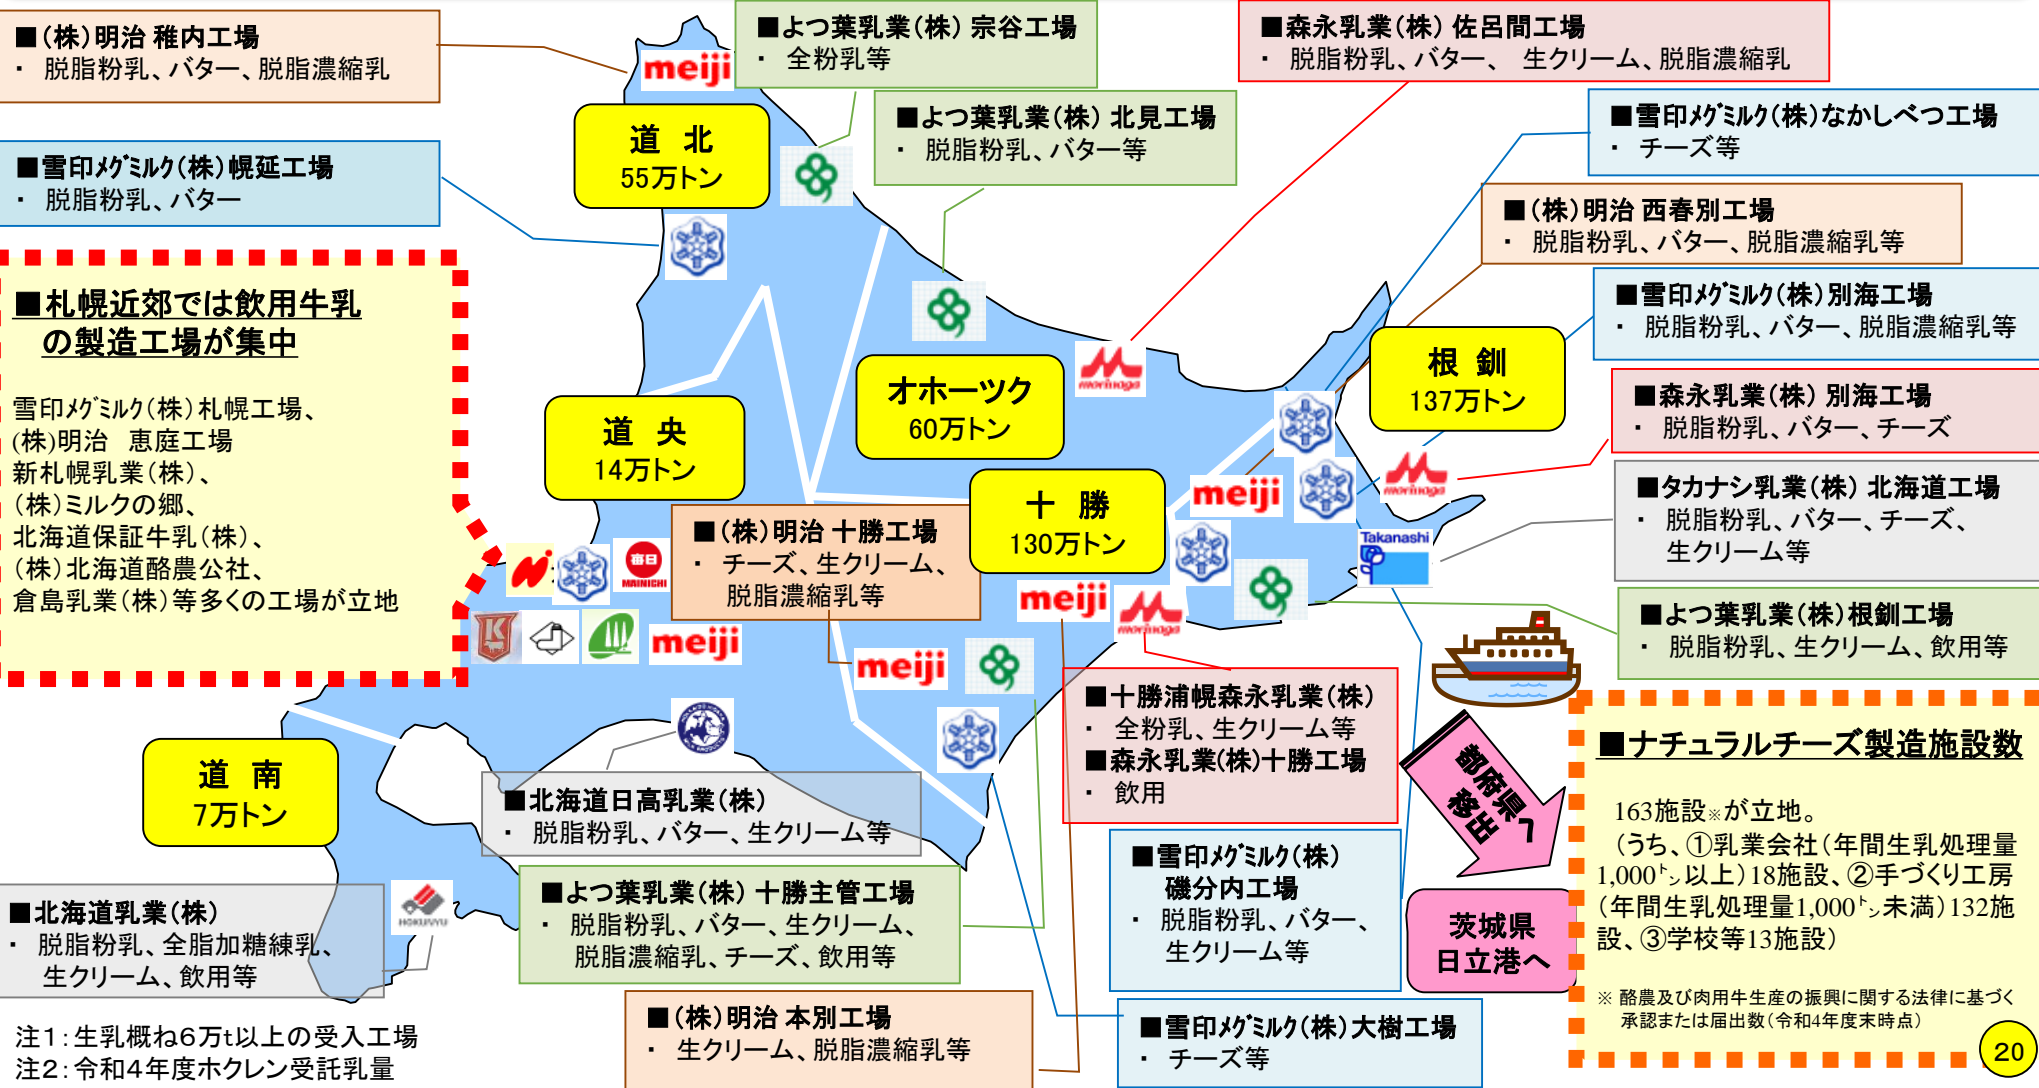 ■(株)明治 稚内工場
・ 脱脂粉乳、バター、脱脂濃縮乳
■よつ葉乳業(株) 宗谷工場
・ 全粉乳等
■森永乳業(株) 佐呂間工場
・ 脱脂粉乳、バター、 生クリーム、脱脂濃縮乳
■よつ葉乳業(株) 北見工場
・ 脱脂粉乳、バター等
■雪印メグミルク(株)なかしべつ工場
・ チーズ等
■雪印メグミルク(株)幌延工場
・ 脱脂粉乳、バター
■(株)明治 西春別工場
・ 脱脂粉乳、バター、脱脂濃縮乳等
■雪印メグミルク(株)別海工場
・ 脱脂粉乳、バター、脱脂濃縮乳等
■森永乳業(株) 別海工場
・ 脱脂粉乳、バター、チーズ
■タカナシ乳業(株) 北海道工場
・ 脱脂粉乳、バター、チーズ、
生クリーム等
■よつ葉乳業(株)根釧工場
・ 脱脂粉乳、生クリーム、飲用等
meiji
道 北
55万トン
オホーツク
60万トン
morinaga
根 釧
137万トン
道 央
14万トン
十 勝
130万トン
meiji
morinaga
Takanashi
■札幌近郊では飲用牛乳
の製造工場が集中
雪印メグミルク(株)札幌工場、
(株)明治 恵庭工場
新札幌乳業(株)、
(株)ミルクの郷、
北海道保証牛乳(株)、
(株)北海道酪農公社、
倉島乳業(株)等多くの工場が立地
毎日
MAINICHI
K
meiji
■(株)明治 十勝工場
・ チーズ、生クリーム、
脱脂濃縮乳等
meiji
meiji
morinaga
■十勝浦幌森永乳業(株)
・ 全粉乳、生クリーム等
■森永乳業(株)十勝工場
・ 飲用
道 南
7万トン
■北海道日高乳業(株)
・ 脱脂粉乳、バター、生クリーム等
■北海道乳業(株)
・ 脱脂粉乳、全脂加糖練乳、
生クリーム、飲用等
HOKUNYU
■よつ葉乳業(株) 十勝主管工場
・ 脱脂粉乳、バター、生クリーム、
脱脂濃縮乳、チーズ、飲用等
■雪印メグミルク(株)
磯分内工場
・ 脱脂粉乳、バター、
生クリーム等
■(株)明治 本別工場
・ 生クリーム、脱脂濃縮乳等
■雪印メグミルク(株)大樹工場
・ チーズ等
都府県へ
移出
茨城県
日立港へ
■ナチュラルチーズ製造施設数
163施設※が立地。
(うち、①乳業会社(年間生乳処理量
1,000㌧以上)18施設、②手づくり工房
(年間生乳処理量1,000㌧未満)132施
設、③学校等13施設)
※ 酪農及び肉用牛生産の振興に関する法律に基づく
承認または届出数(令和4年度末時点)
注1:生乳概ね6万t以上の受入工場
注2:令和4年度ホクレン受託乳量
20